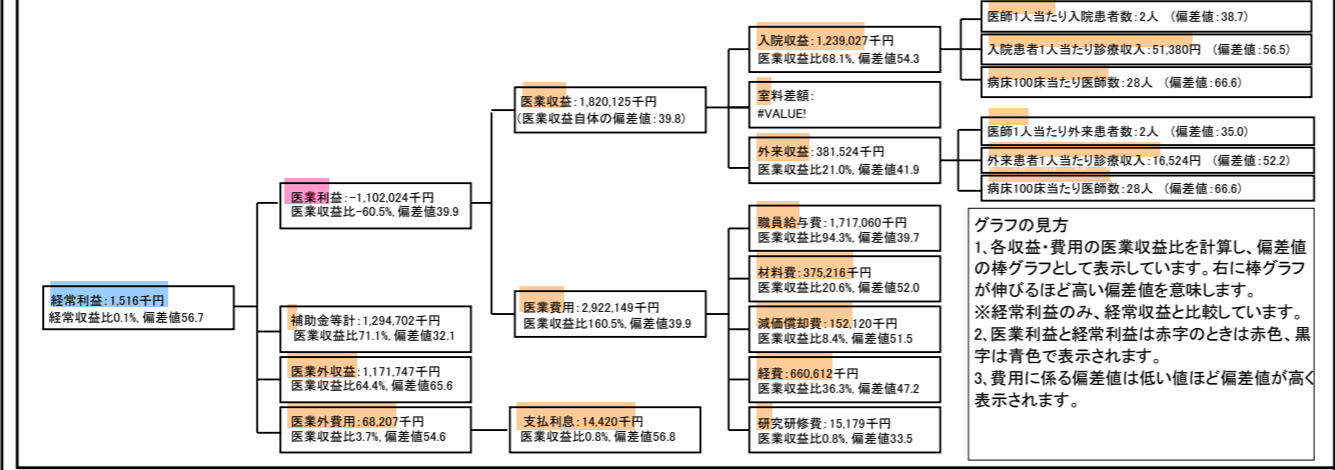 経常利益：1,516千円
経常収益比0.1%, 偏差値56.7
医業利益：-1,102,024千円
医業収益比-60.5%, 偏差値39.9
補助金等計：1,294,702千円
医業収益比71.1%, 偏差値32.1
医業外収益：1,171,747千円
医業収益比64.4%, 偏差値65.6
医業外費用：68,207千円
医業収益比3.7%, 偏差値54.6
医業収益：1,820,125千円
（医業収益自体の偏差値：39.8）
医業費用：2,922,149千円
医業収益比160.5%, 偏差値39.9
支払利息：14,420千円
医業収益比0.8%, 偏差値56.8
入院収益：1,239,027千円
医業収益比68.1%, 偏差値54.3
室料差額：
#VALUE!
外来収益：381,524千円
医業収益比21.0%, 偏差値41.9
職員給与費：1,717,060千円
医業収益比94.3%, 偏差値39.7
材料費：375,216千円
医業収益比20.6%, 偏差値52.0
減価償却費：152,120千円
医業収益比8.4%, 偏差値51.5
経費：660,612千円
医業収益比36.3%, 偏差値47.2
研究研修費：15,179千円
医業収益比0.8%, 偏差値33.5
医師1人当たり入院患者数：2人 （偏差値：38.7）
入院患者1人当たり診療収入：51,380円 （偏差値：56.5）
病床100床当たり医師数：28人 （偏差値：66.6）
医師1人当たり外来患者数：2人 （偏差値：35.0）
外来患者1人当たり診療収入：16,524円 （偏差値：52.2）
病床100床当たり医師数：28人 （偏差値：66.6）
グラフの見方
1、各収益・費用の医業収益比を計算し、偏差値
の棒グラフとして表示しています。右に棒グラフ
が伸びるほど高い偏差値を意味します。
※経常利益のみ、経常収益と比較しています。
2、医業利益と経常利益は赤字のときは赤色、黒
字は青色で表示されます。
3、費用に係る偏差値は低い値ほど偏差値が高く
表示されます。